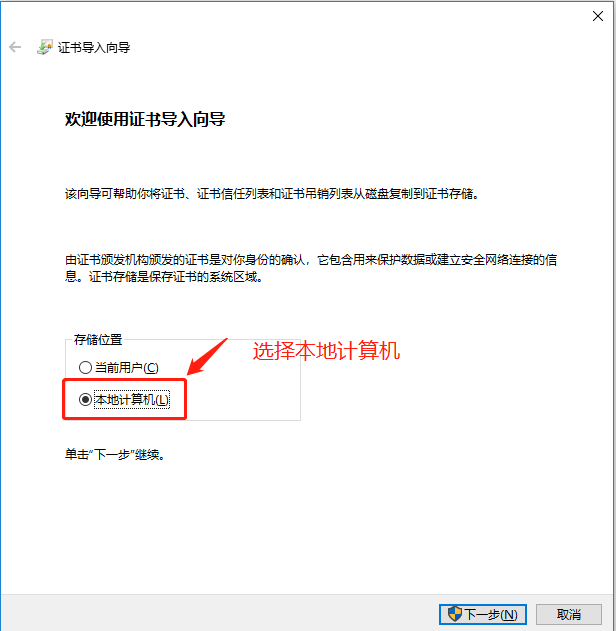 证书导入向导
欢迎使用证书导入向导
该向导可帮助你将证书、证书信任列表和证书吊销列表从磁盘复制到证书存储。
由证书颁发机构颁发的证书是对你身份的确认，它包含用来保护数据或建立安全网络连接的信
息。证书存储是保存证书的系统区域。
存储位置
选择本地计算机
当前用户(C)
本地计算机(L)
单击“下一步”继续。
下一步(N)
取消